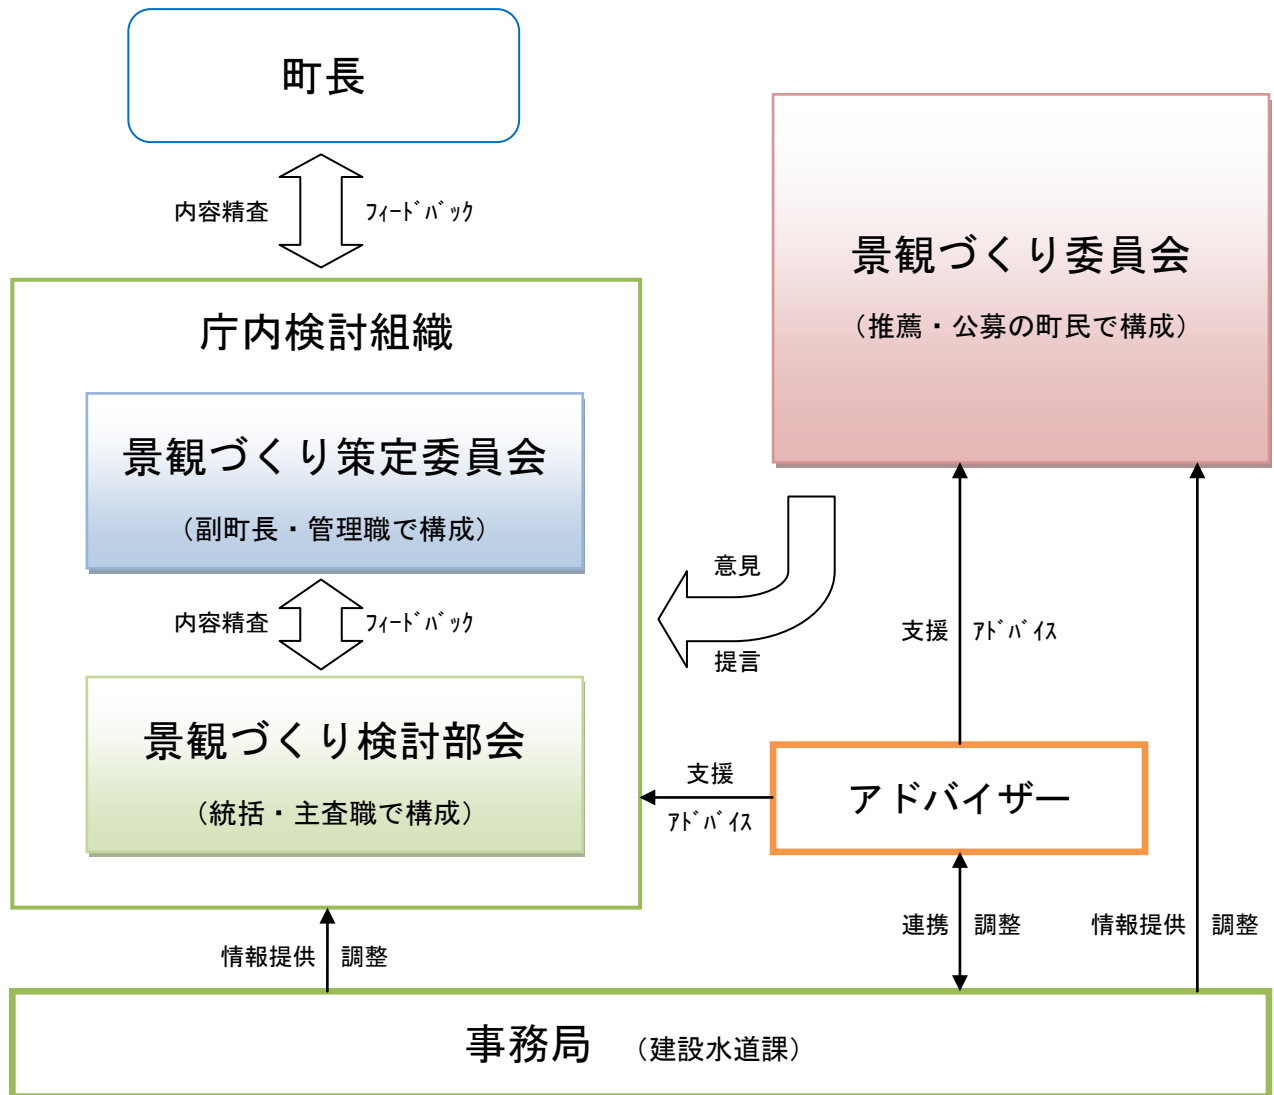 町長
内容精査
ﾌｨｰﾄﾞﾊﾞｯｸ
庁内検討組織
景観づくり策定委員会
（副町長・管理職で構成）
内容精査
ﾌｨｰﾄﾞﾊﾞｯｸ
景観づくり検討部会
（統括・主査職で構成）
景観づくり委員会
（推薦・公募の町民で構成）
意見
提言
支援
ｱﾄﾞﾊﾞｲｽ
支援
ｱﾄﾞﾊﾞｲｽ
アドバイザー
情報提供
調整
連携
調整
情報提供
調整
事務局 （建設水道課）